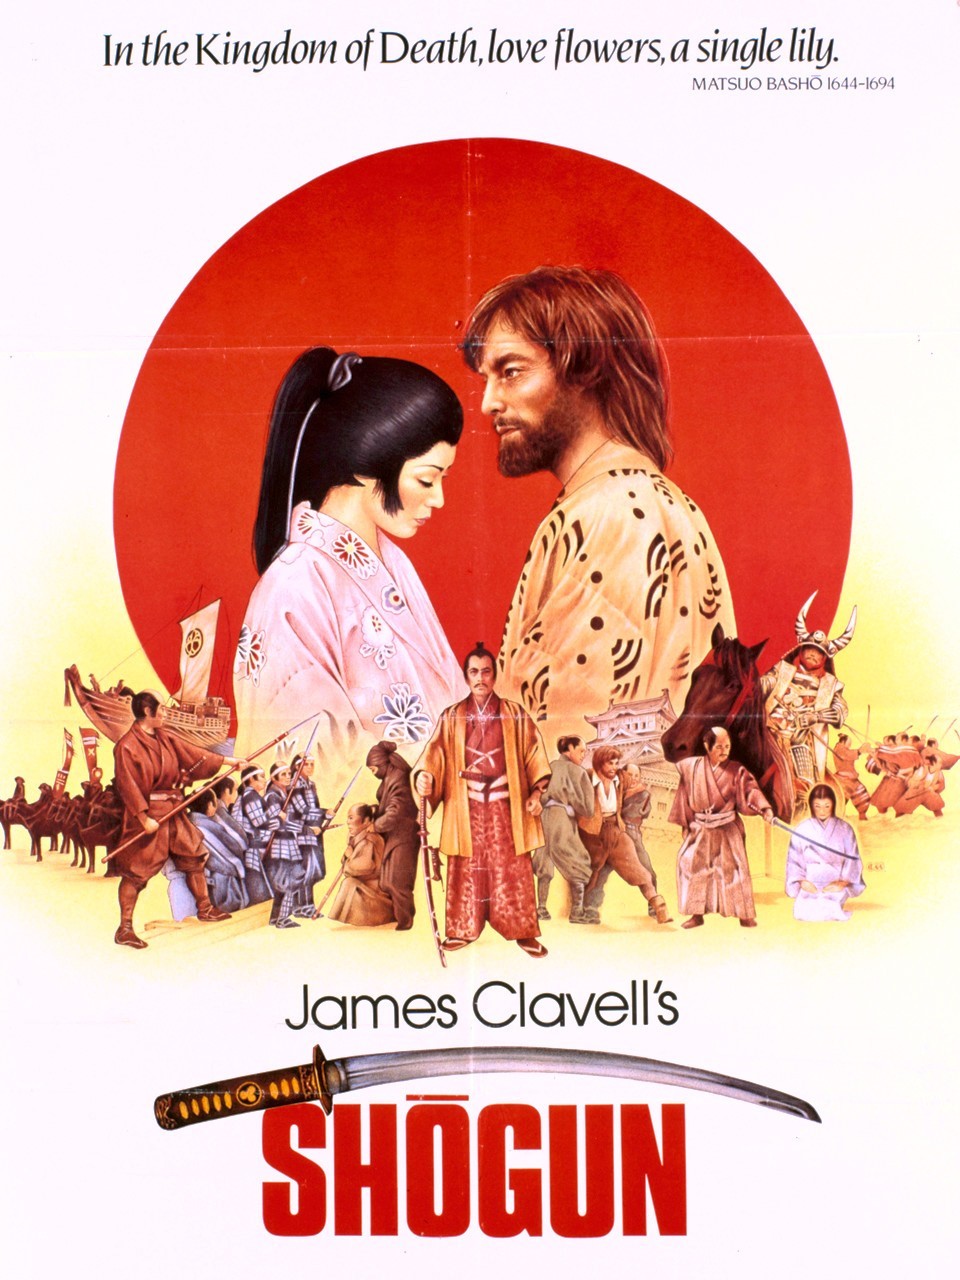 In the Kingdom of Death, love flowers, a single lily.
MATSUO BASHŌ 1644-1694
James Clavell's
SHŌGUN